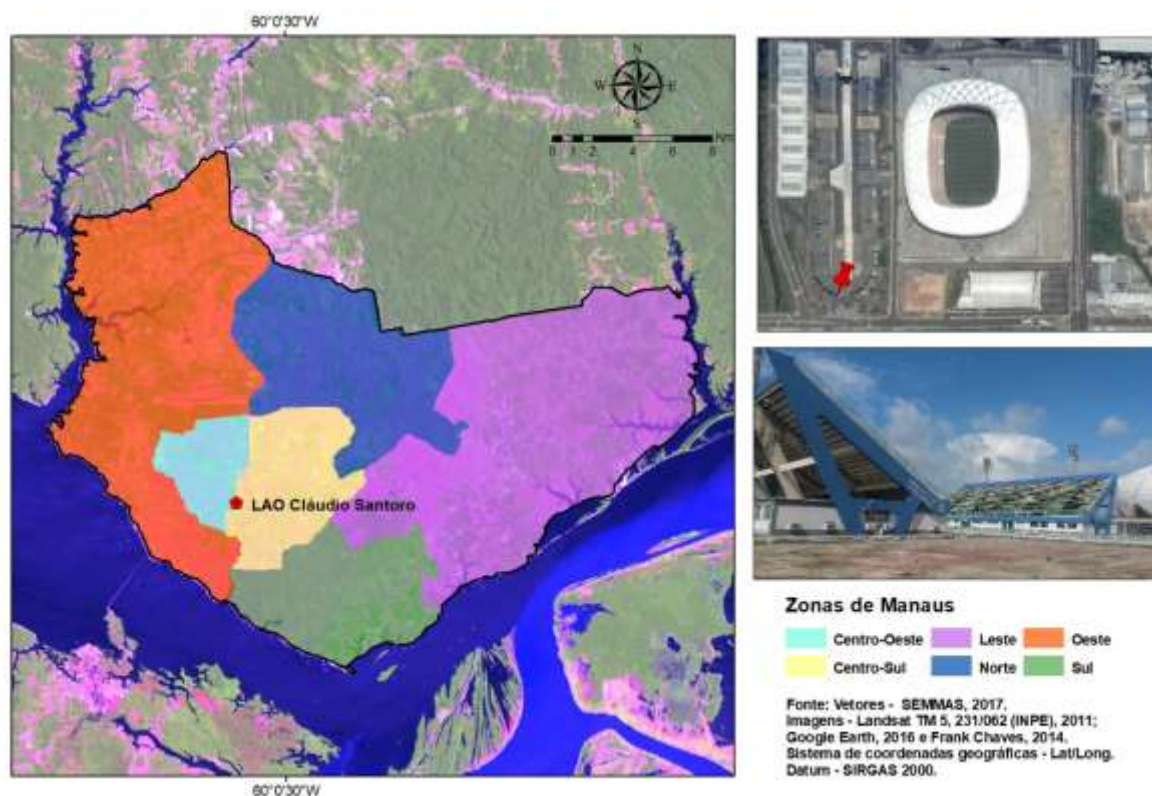 60°0'30"W
N
W E
S
0 1 2 4 6 8
LAO Cláudio Santoro
60°0'30"W
Zonas de Manaus
Centro-Oeste Leste Oeste
Centro-Sul Norte Sul
Fonte: Vetores - SEMMAS, 2017.
Imagens - Landsat TM 5, 231/062 (INPE), 2011;
Google Earth, 2016 e Frank Chaves, 2014.
Sistema de coordenadas geográficas - Lat/Long.
Datum - SIRGAS 2000.